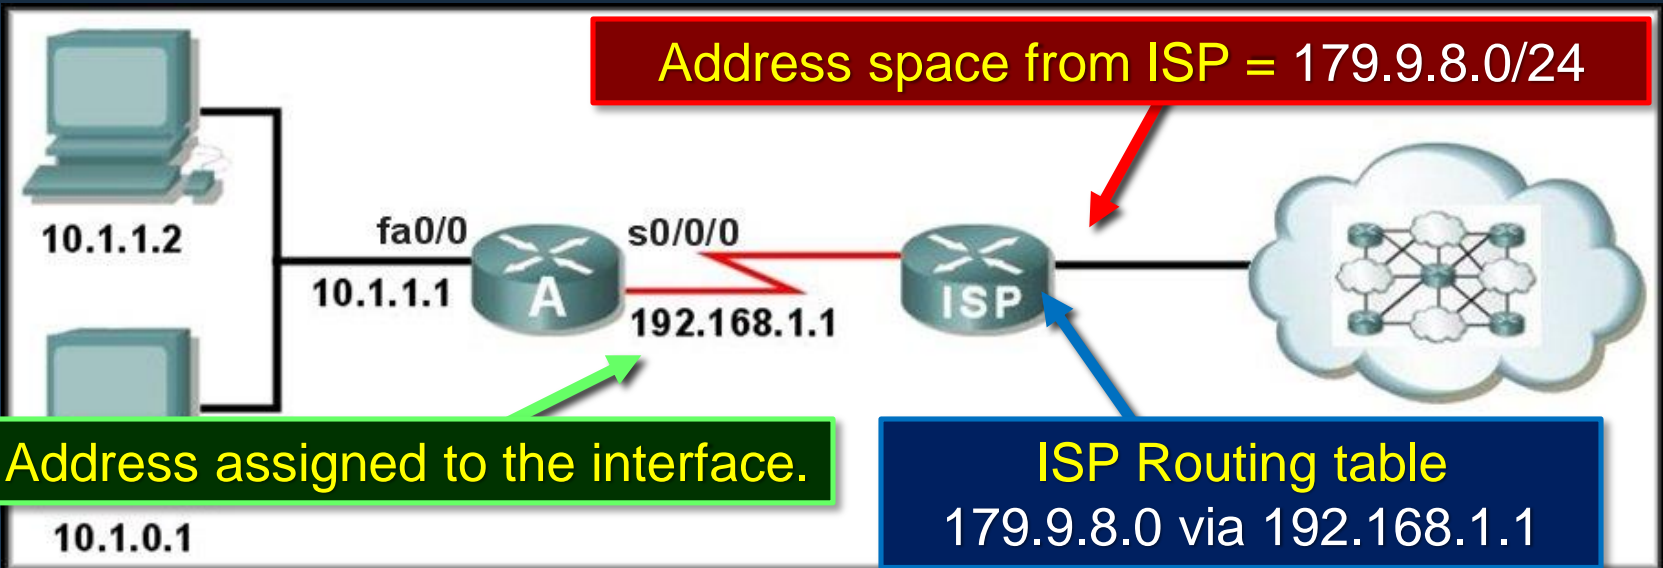 Address space from ISP = 179.9.8.0/24
10.1.1.2
fa0/0
s0/0/0
10.1.1.1
A
ISP
192.168.1.1
Address assigned to the interface.
ISP Routing table
179.9.8.0 via 192.168.1.1
10.1.0.1